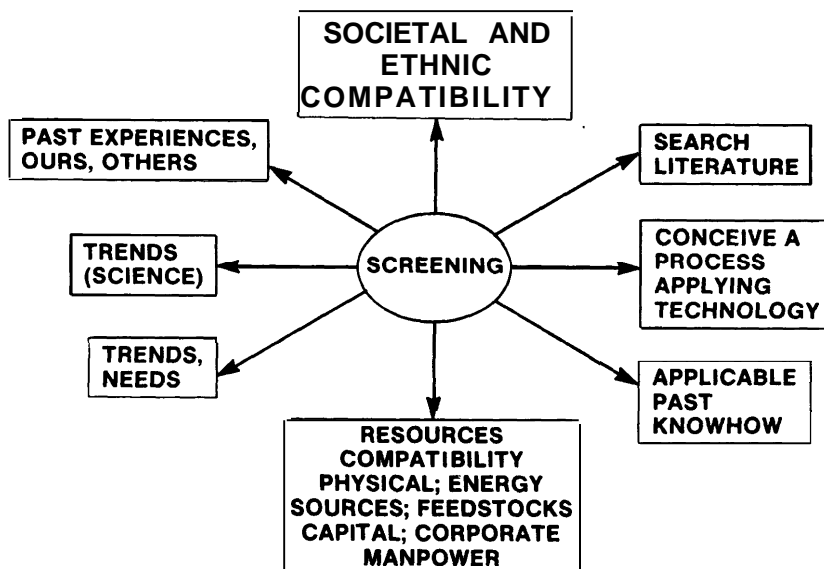 SOCIETAL AND
ETHNIC
COMPATIBILITY
PAST EXPERIENCES,
OURS, OTHERS
SEARCH
LITERATURE
TRENDS
(SCIENCE)
SCREENING
CONCEIVE A
PROCESS
APPLYING
TECHNOLOGY
TRENDS,
NEEDS
APPLICABLE
PAST
KNOWHOW
RESOURCES
COMPATIBILITY
PHYSICAL; ENERGY
SOURCES; FEEDSTOCKS
CAPITAL; CORPORATE
MANPOWER